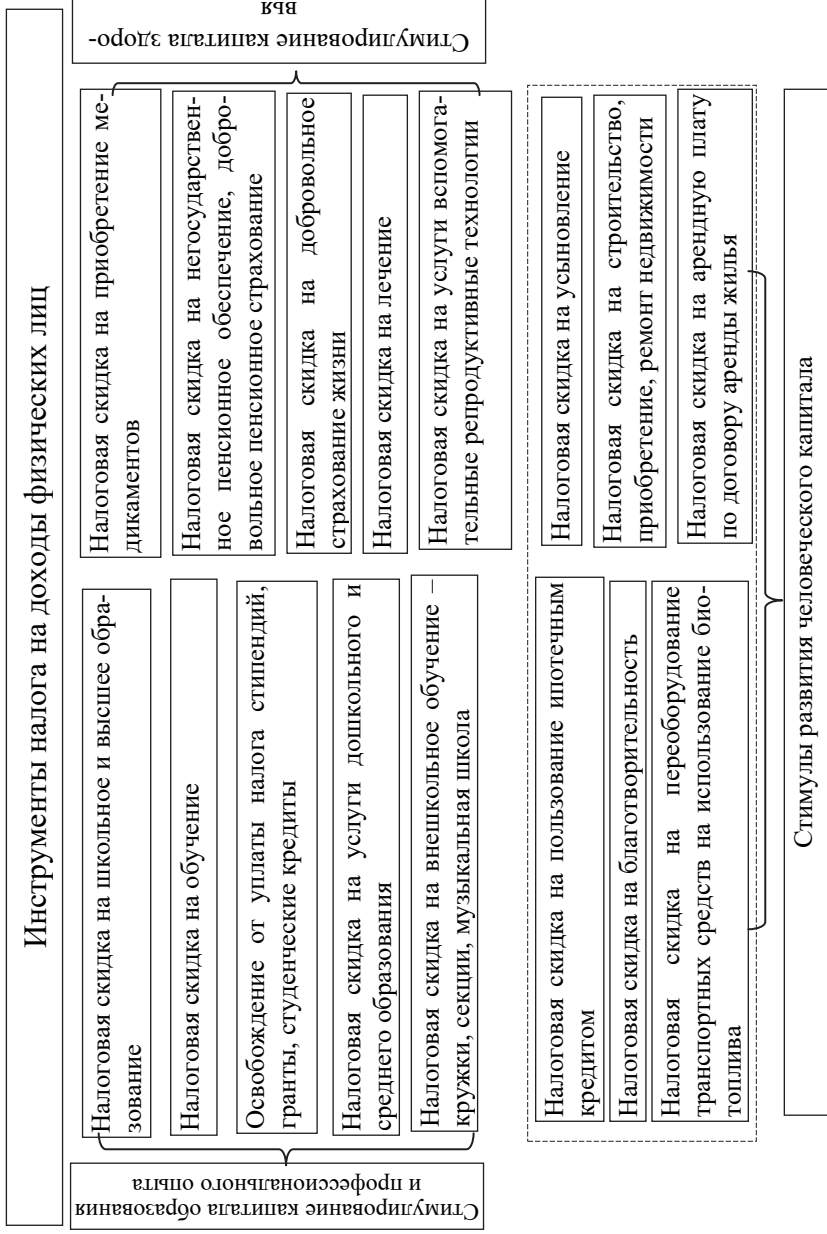 Инструменты налога на доходы физических лиц
Стимулирование капитала образования
и профессионального опыта
Налоговая скидка на школьное и высшее обра-
зование
Налоговая скидка на обучение
Освобождение от уплаты налога стипендий,
гранты, студенческие кредиты
Налоговая скидка на услуги дошкольного и
среднего образования
Налоговая скидка на внешкольное обучение –
кружки, секции, музыкальная школа
Налоговая скидка на приобретение ме-
дикаментов
Налоговая скидка на негосударствен-
ное пенсионное обеспечение, добро-
вольное пенсионное страхование
Налоговая скидка на добровольное
страхование жизни
Налоговая скидка на лечение
Налоговая скидка на услуги вспомога-
тельные репродуктивные технологии
Стимулирование капитала здоро-
вья
Налоговая скидка на пользование ипотечным
кредитом
Налоговая скидка на благотворительность
Налоговая скидка на переоборудование
транспортных средств на использование био-
топлива
Налоговая скидка на усыновление
Налоговая скидка на строительство,
приобретение, ремонт недвижимости
Налоговая скидка на арендную плату
по договору аренды жилья
Стимулы развития человеческого капитала